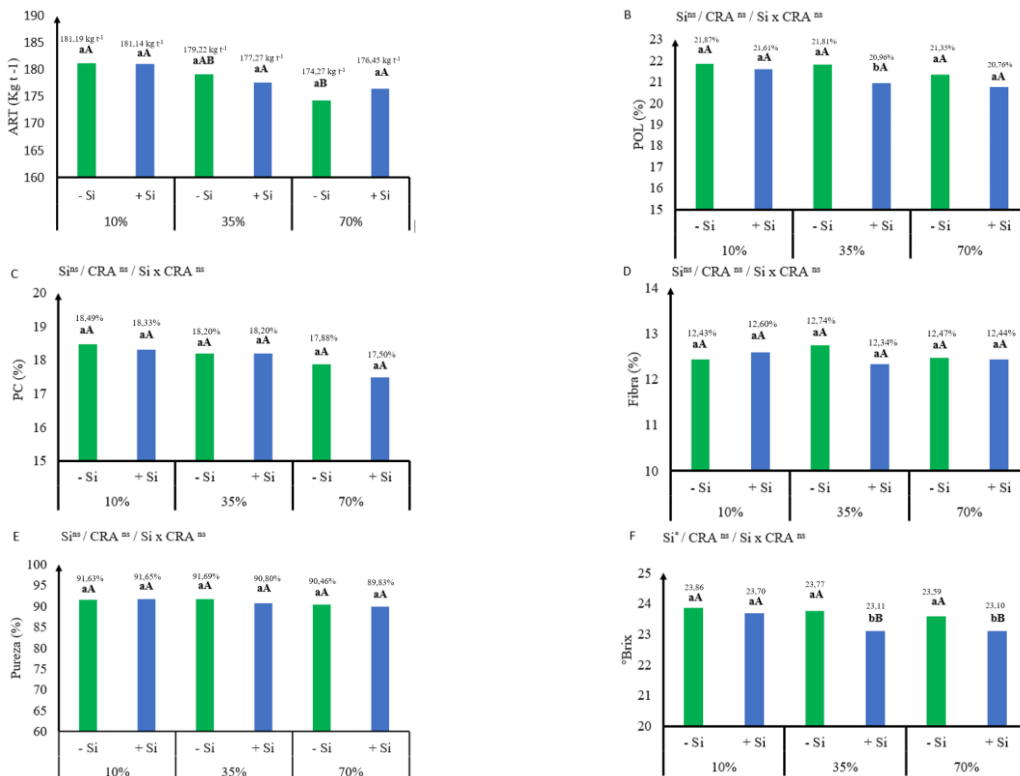 190
185
180
175
170
165
160
ART (Kg t -1)
181,19 kg t⁻¹
aA
181,14 kg t⁻¹
aA
179,22 kg t⁻¹
aAB
177,27 kg t⁻¹
aA
174,27 kg t⁻¹
aB
176,45 kg t⁻¹
aA
- Si + Si - Si + Si - Si + Si
10% 35% 70%
B Siⁿˢ / CRA ⁿˢ / Si x CRA ⁿˢ
23
22
21
20
19
18
17
16
15
POL (%)
21,87%
aA
21,61%
aA
21,81%
aA
20,96%
bA
21,35%
aA
20,76%
aA
- Si + Si - Si + Si - Si + Si
10% 35% 70%
C Siⁿˢ / CRA ⁿˢ / Si x CRA ⁿˢ
20
19
18
17
16
15
PC (%)
18,49%
aA
18,33%
aA
18,20%
aA
18,20%
aA
17,88%
aA
17,50%
aA
- Si + Si - Si + Si - Si + Si
10% 35% 70%
D Siⁿˢ / CRA ⁿˢ / Si x CRA ⁿˢ
14
13
12
11
10
Fibra (%)
12,43%
aA
12,60%
aA
12,74%
aA
12,34%
aA
12,47%
aA
12,44%
aA
- Si + Si - Si + Si - Si + Si
10% 35% 70%
E Siⁿˢ / CRA ⁿˢ / Si x CRA ⁿˢ
100
95
90
85
80
75
70
65
60
Pureza (%)
91,63%
aA
91,65%
aA
91,69%
aA
90,80%
aA
90,46%
aA
89,83%
aA
- Si + Si - Si + Si - Si + Si
10% 35% 70%
F Si* / CRA ⁿˢ / Si x CRA ⁿˢ
25
24
23
22
21
20
°Brix
23,86
aA
23,70
aA
23,77
aA
23,11
bB
23,59
aA
23,10
bB
- Si + Si - Si + Si - Si + Si
10% 35% 70%